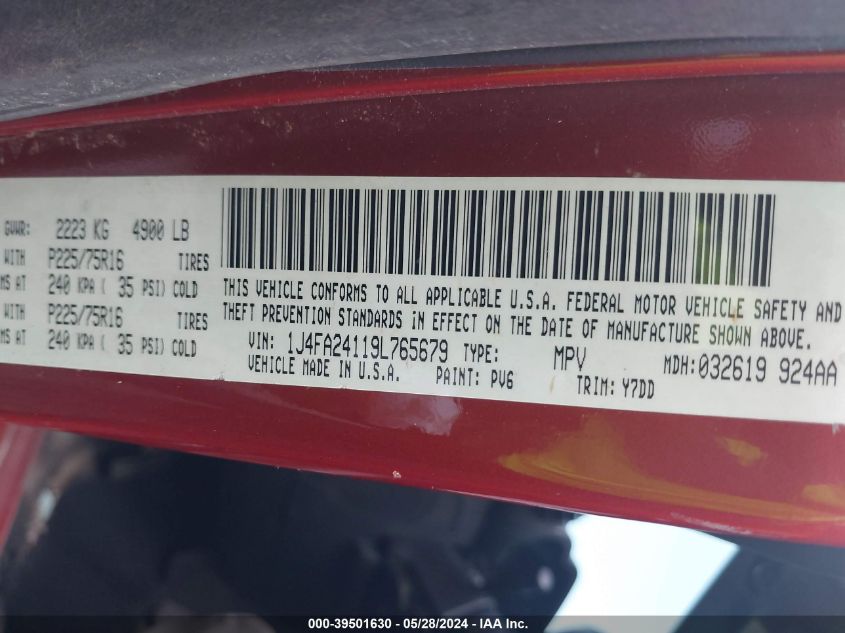 GVWR: 2223 KG 4900 LB
WITH P225/75R16 TIRES
MS AT 240 KPA ( 35 PSI) COLD
WITH P225/75R16 TIRES
MS AT 240 KPA ( 35 PSI) COLD
THIS VEHICLE CONFORMS TO ALL APPLICABLE U.S.A. FEDERAL MOTOR VEHICLE SAFETY AND
THEFT PREVENTION STANDARDS IN EFFECT ON THE DATE OF MANUFACTURE SHOWN ABOVE.
VIN: 1J4FA24119L765679 TYPE: MPV MDH: 032619 924AA
VEHICLE MADE IN U.S.A. PAINT: PV6 TRIM: Y7DD
000-39501630 - 05/28/2024 - IAA Inc.